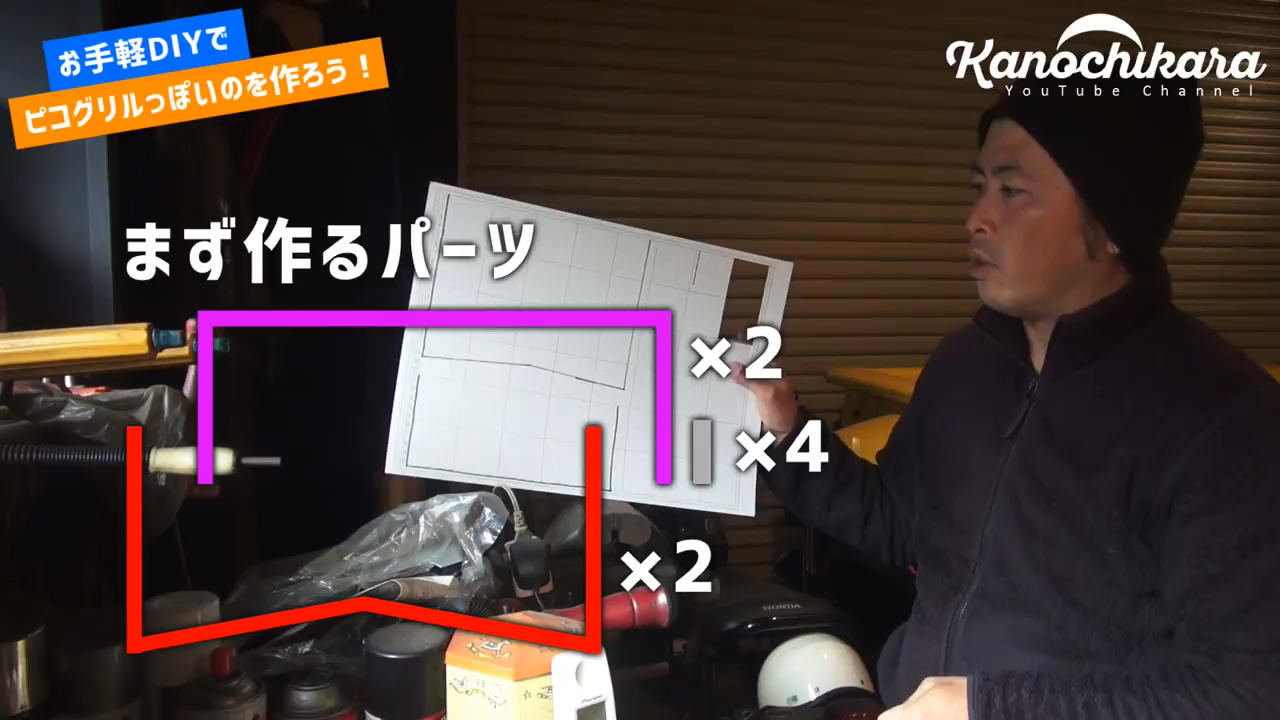 お手軽DIYで
ピコグリルっぽいのを作ろう！
Kanochikara
YouTube Channel
まず作るパーツ
×2
×4
×2
HONDA
Pioneer